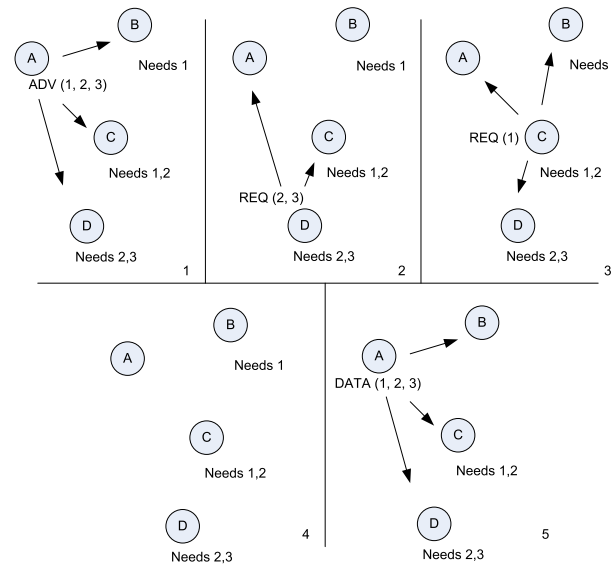 B
A
Needs 1
ADV (1, 2, 3)
C
Needs 1,2
D
Needs 2,3
1
B
A
Needs 1
C
Needs 1,2
REQ (2, 3)
D
Needs 2,3
2
B
A
Needs
REQ (1)
C
Needs 1,2
D
Needs 2,3
3
B
A
Needs 1
C
Needs 1,2
D
Needs 2,3
4
B
A
DATA (1, 2, 3)
C
Needs 1,2
D
Needs 2,3
5